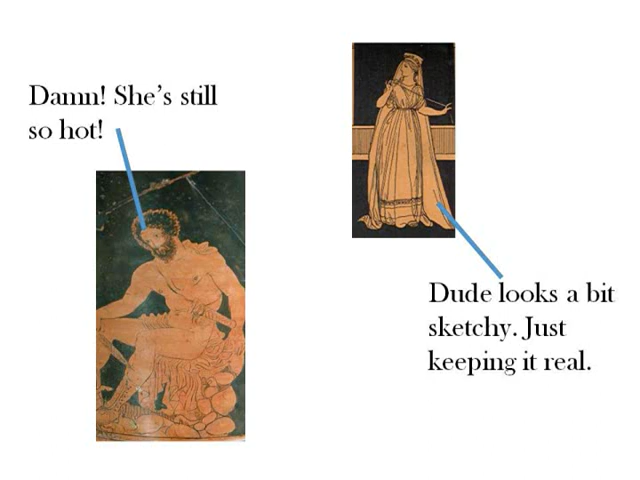 Damn! She's still
so hot!
Dude looks a bit
sketchy. Just
keeping it real.